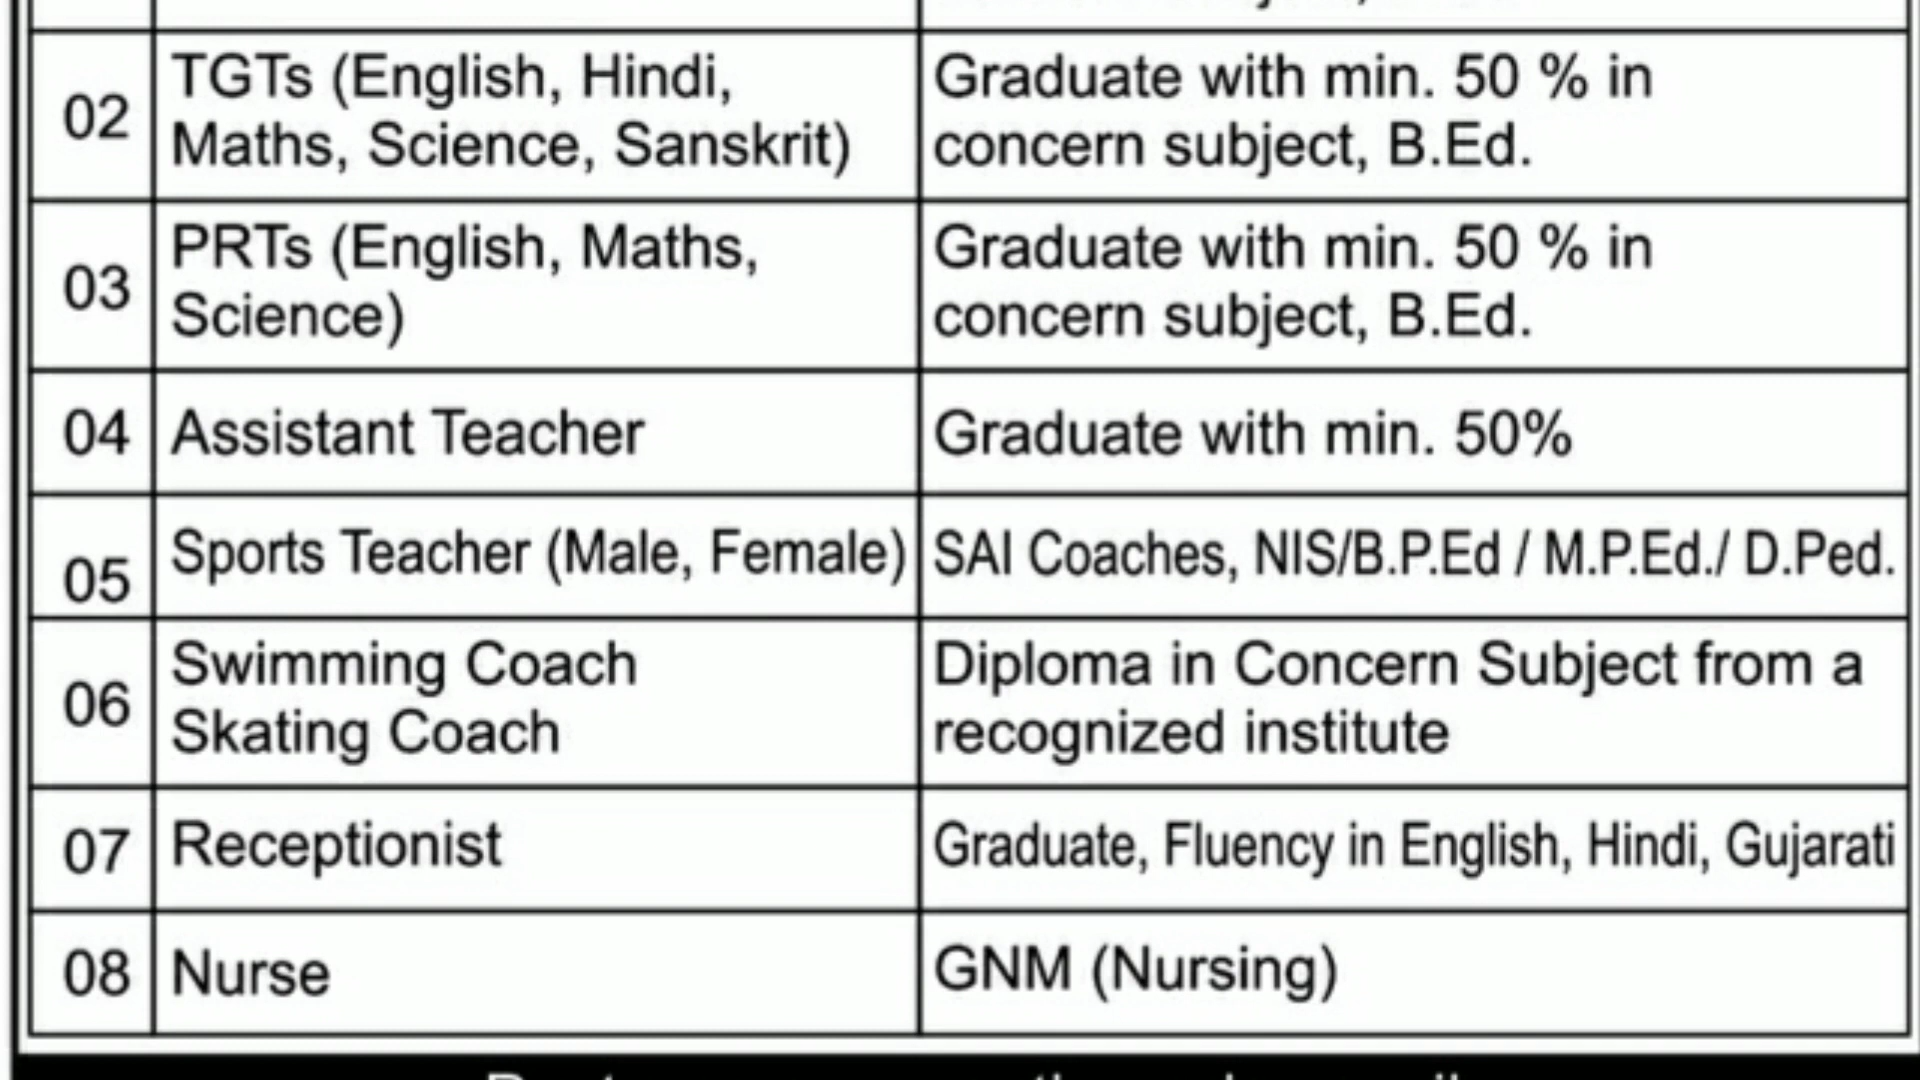 02
TGTs (English, Hindi,
Maths, Science, Sanskrit)
Graduate with min. 50 % in
concern subject, B.Ed.
03
PRTs (English, Maths,
Science)
Graduate with min. 50 % in
concern subject, B.Ed.
04
Assistant Teacher
Graduate with min. 50%
05
Sports Teacher (Male, Female)
SAI Coaches, NIS/B.P.Ed / M.P.Ed./ D.Ped.
06
Swimming Coach
Skating Coach
Diploma in Concern Subject from a
recognized institute
07
Receptionist
Graduate, Fluency in English, Hindi, Gujarati
08
Nurse
GNM (Nursing)